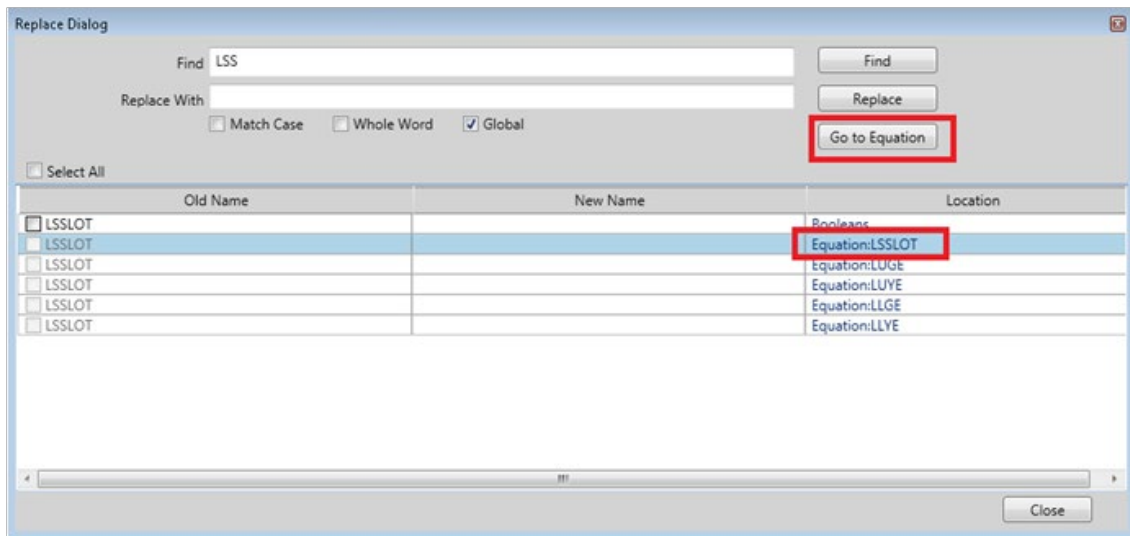 Replace Dialog
Find LSS Find
Replace With Replace
Match Case Whole Word Global
Go to Equation
Select All
Old Name New Name Location
LSSLOT Booleans
LSSLOT Equation:LSSLOT
LSSLOT Equation:LUGE
LSSLOT Equation:LUYE
LSSLOT Equation:LLGE
LSSLOT Equation:LLYE
Close